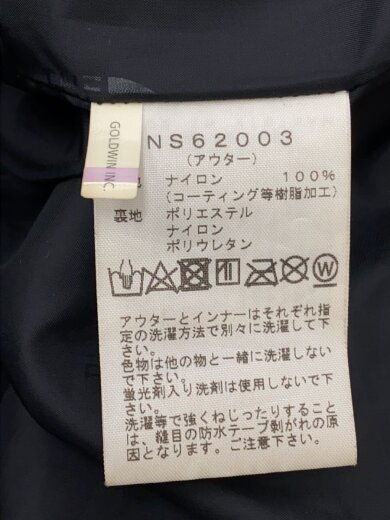 NS62003
(アウター)
GOLDWIN INC.
地 ナイロン 100%
(コーティング等樹脂加工)
裏地 ポリエステル
ナイロン
ポリウレタン
W
アウターとインナーはそれぞれ指
定の洗濯方法で別々に洗濯して下
さい。
色物は他の物と一緒に洗濯しない
で下さい。
蛍光剤入り洗剤は使用しないで下
さい。
洗濯等で強くねじったりすること
は、縫目の防水テープ剝がれの原
因となります。ご注意下さい。